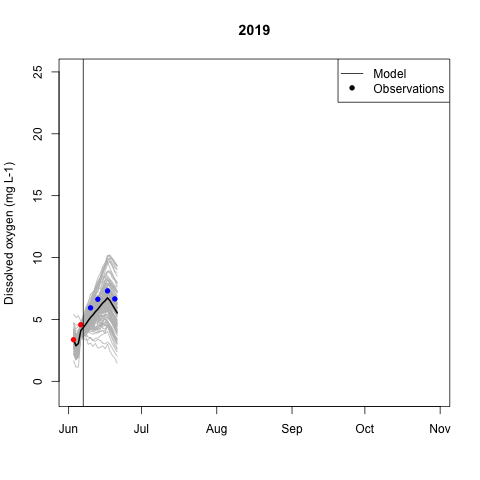 2019
Model
Observations
Dissolved oxygen (mg L-1)
25
20
15
10
5
0
Jun Jul Aug Sep Oct Nov